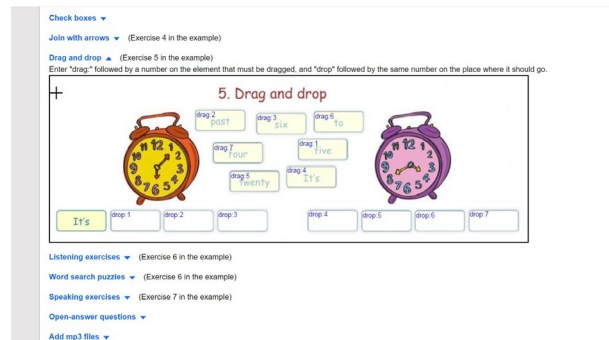 Check boxes
Join with arrows (Exercise 4 in the example)
Drag and drop (Exercise 5 in the example)
Enter "drag:" followed by a number on the element that must be dragged, and "drop" followed by the same number on the place where it should go.
5. Drag and drop
drag:2 drag:3 drag:6
past six to
drag:7 drag:1
four five
drag:5 drag:4
Twenty It's
It's drop:1 drop:2 drop:3 drop:4 drop:5 drop:6 drop:7
Listening exercises (Exercise 6 in the example)
Word search puzzles (Exercise 6 in the example)
Speaking exercises (Exercise 7 in the example)
Open-answer questions
Add mp3 files